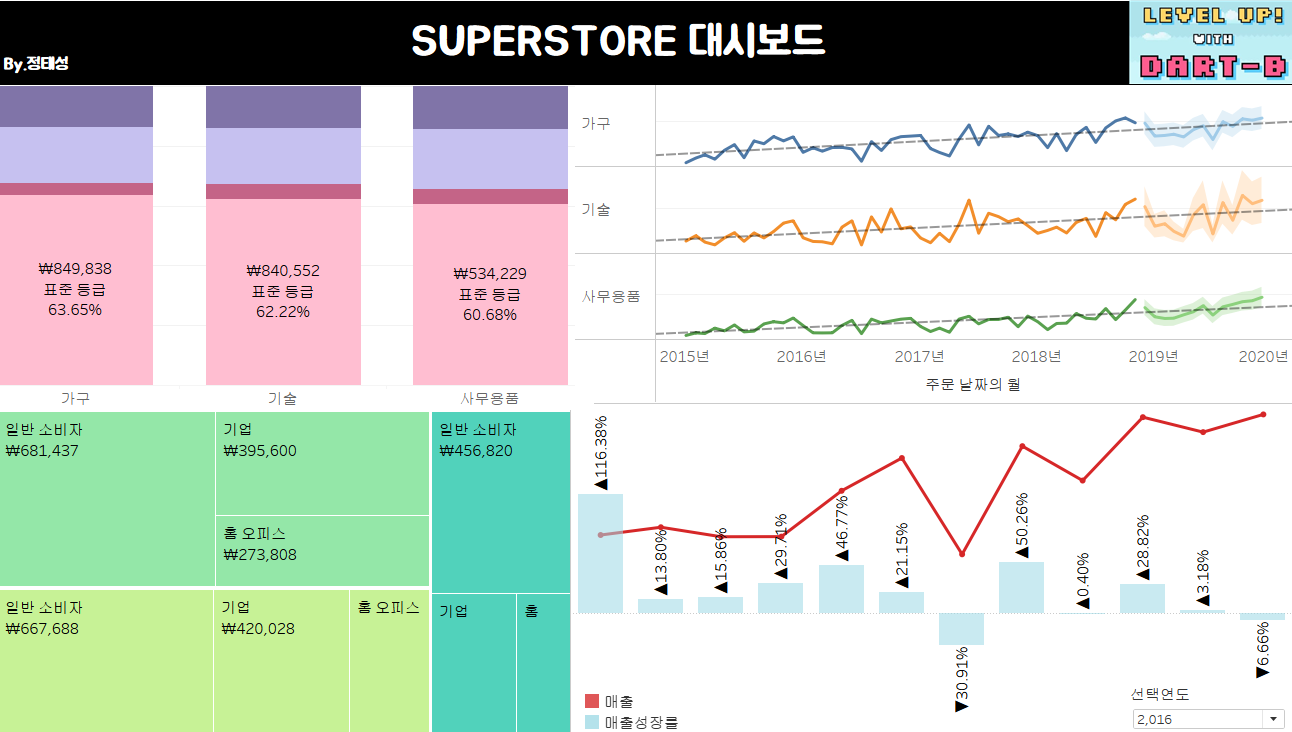 SUPERSTORE 대시보드
By.정태성
LEVEL UP!
WITH
DART-B
₩849,838
표준 등급
63.65%
₩840,552
표준 등급
62.22%
₩534,229
표준 등급
60.68%
가구
기술
사무용품
가구
기술
사무용품
2015년
2016년
2017년
2018년
2019년
2020년
주문 날짜의 월
일반 소비자
₩681,437
기업
₩395,600
홈 오피스
₩273,808
일반 소비자
₩667,688
기업
₩420,028
홈 오피스
일반 소비자
₩456,820
기업
홈
▲116.38%
▲13.80%
▲15.86%
▲29.71%
▲46.77%
▲21.15%
▼30.91%
▲50.26%
▲0.40%
▲28.82%
▲3.18%
▼6.66%
매출
매출성장률
선택연도
2,016